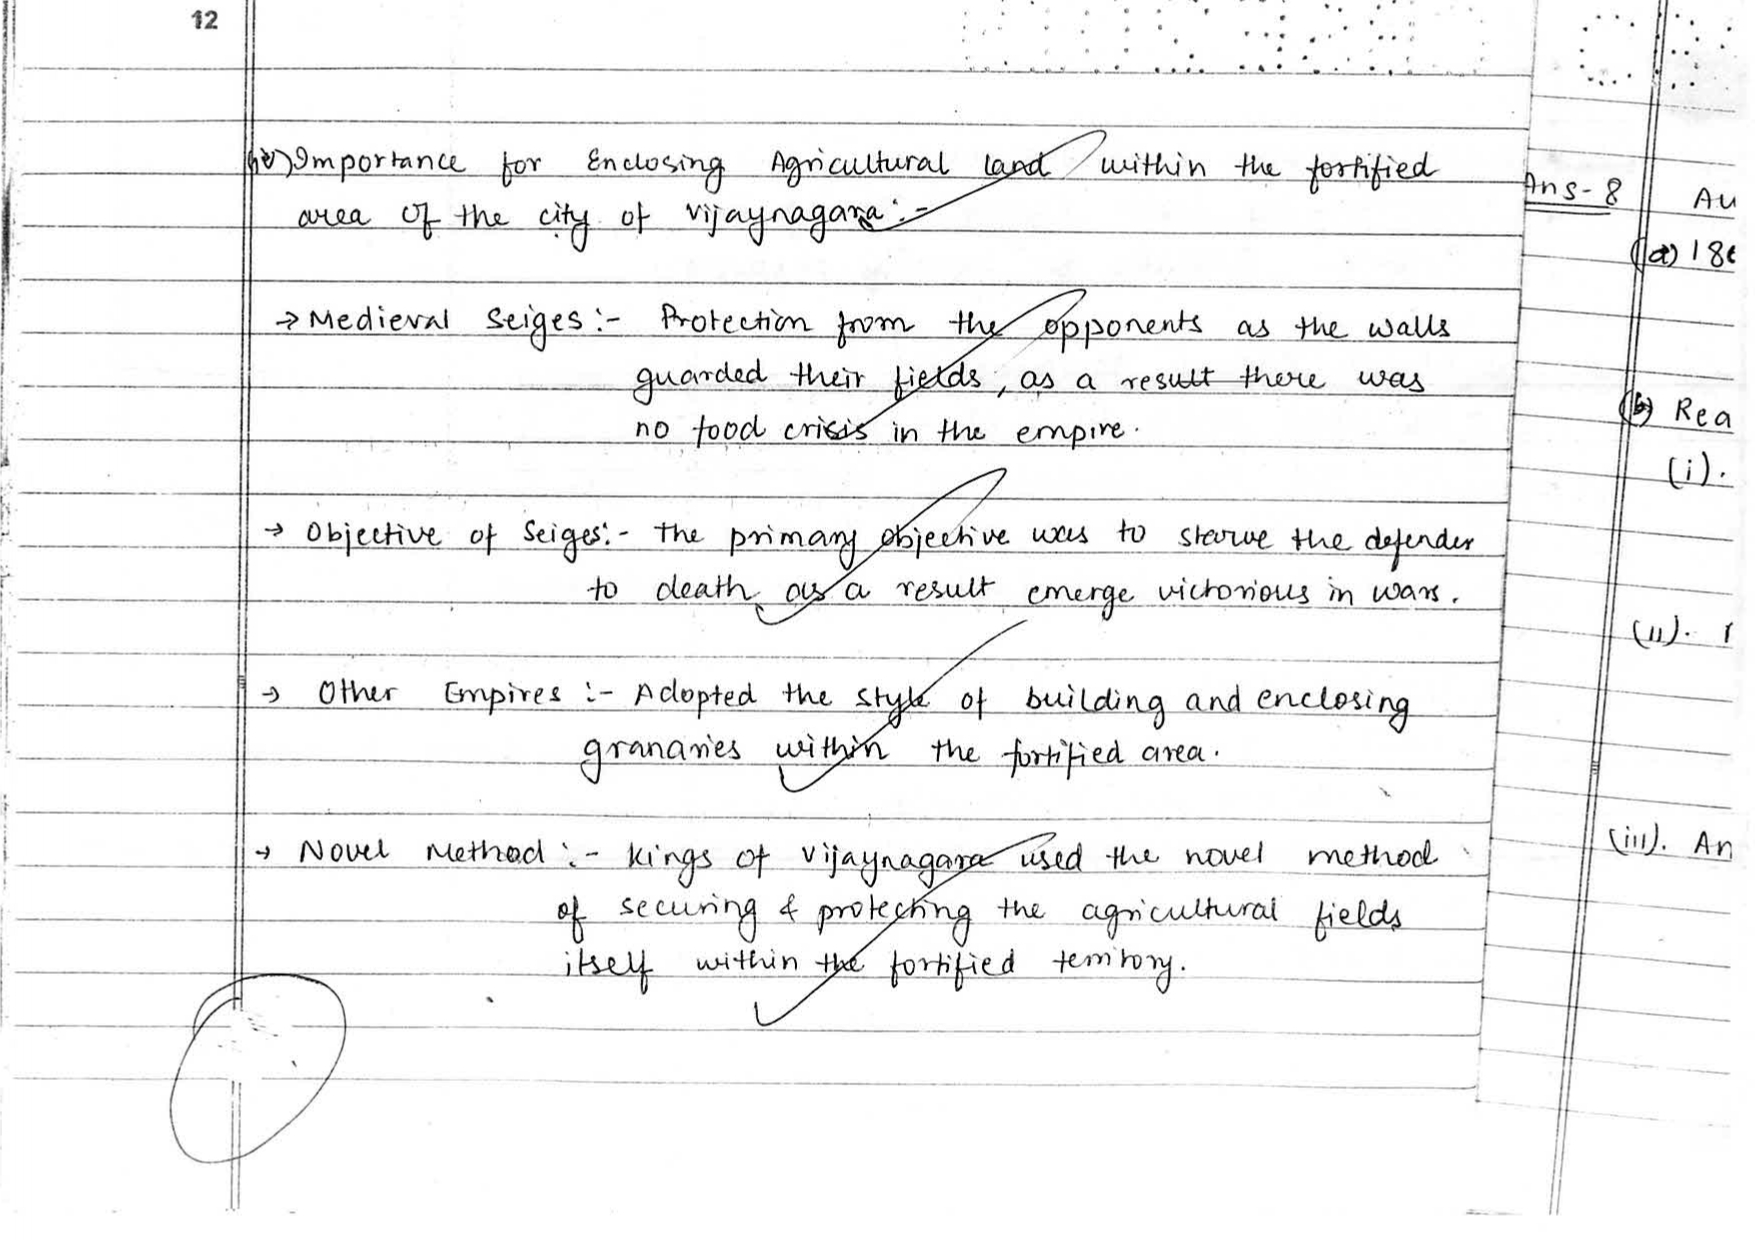 12
(iv) Importance for Enclosing Agricultural land within the fortified
area of the city of Vijaynagara :-
→ Medieval Seiges :- Protection from the opponents as the walls
guarded their fields, as a result there was
no food crisis in the empire.
→ Objective of Seiges :- The primary objective was to starve the defender
to death, as a result emerge victorious in wars.
→ Other Empires :- Adopted the style of building and enclosing
granaries within the fortified area.
→ Novel Method :- Kings of Vijaynagara used the novel method
of securing & protecting the agricultural fields
itself within the fortified territory.
Ans-8
(a) 18
(b) Rea
(i).
(ii).
(iii). An